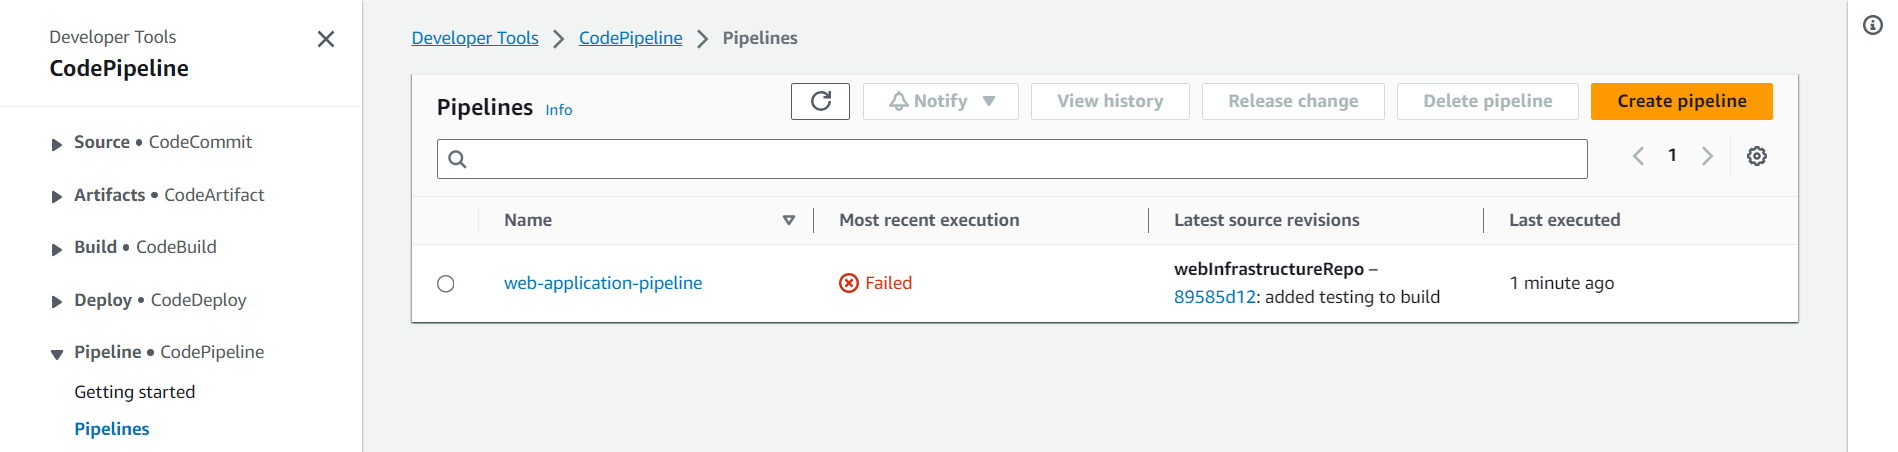 Developer Tools
CodePipeline
Source • CodeCommit
Artifacts • CodeArtifact
Build • CodeBuild
Deploy • CodeDeploy
Pipeline • CodePipeline
Getting started
Pipelines
Developer Tools > CodePipeline > Pipelines
Pipelines Info
Notify View history Release change Delete pipeline Create pipeline
1
Name Most recent execution Latest source revisions Last executed
web-application-pipeline Failed webInfrastructureRepo –
89585d12: added testing to build 1 minute ago